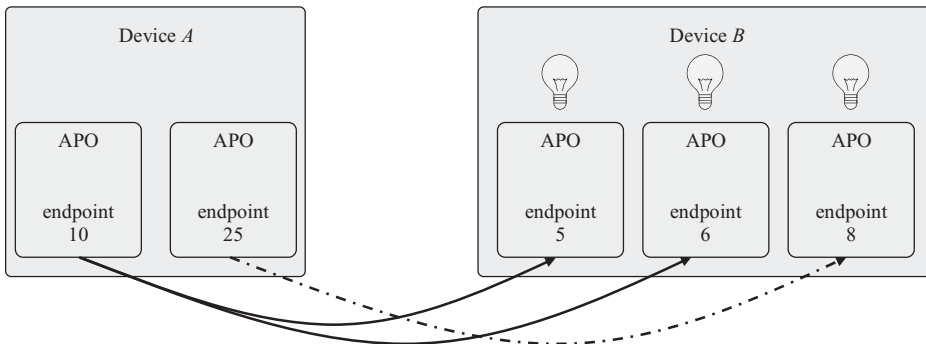 Device A
Device B
APO
endpoint
10
APO
endpoint
25
APO
endpoint
5
APO
endpoint
6
APO
endpoint
8